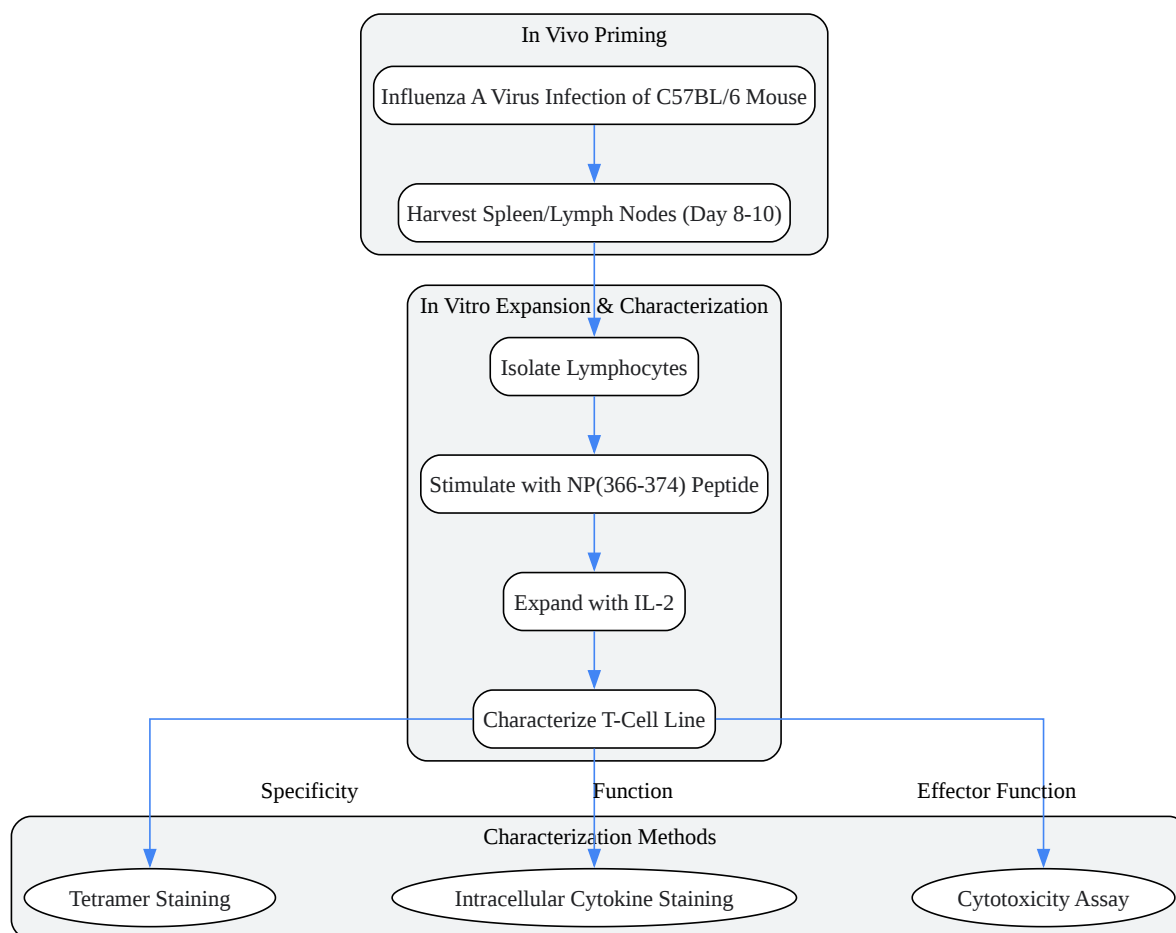 In Vivo Priming
Influenza A Virus Infection of C57BL/6 Mouse
Harvest Spleen/Lymph Nodes (Day 8-10)
In Vitro Expansion & Characterization
Isolate Lymphocytes
Stimulate with NP(366-374) Peptide
Expand with IL-2
Characterize T-Cell Line
Specificity
Function
Effector Function
Characterization Methods
Tetramer Staining
Intracellular Cytokine Staining
Cytotoxicity Assay